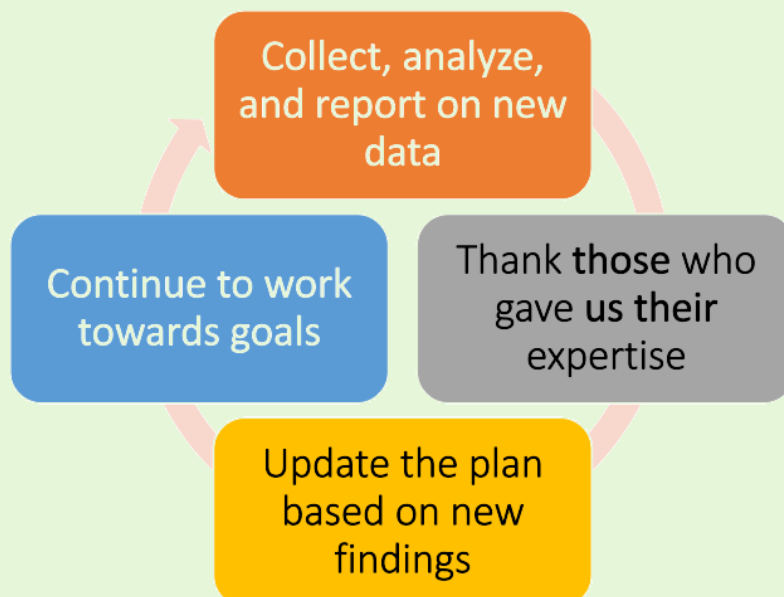 Collect, analyze,
and report on new
data
Thank those who
gave us their
expertise
Update the plan
based on new
findings
Continue to work
towards goals